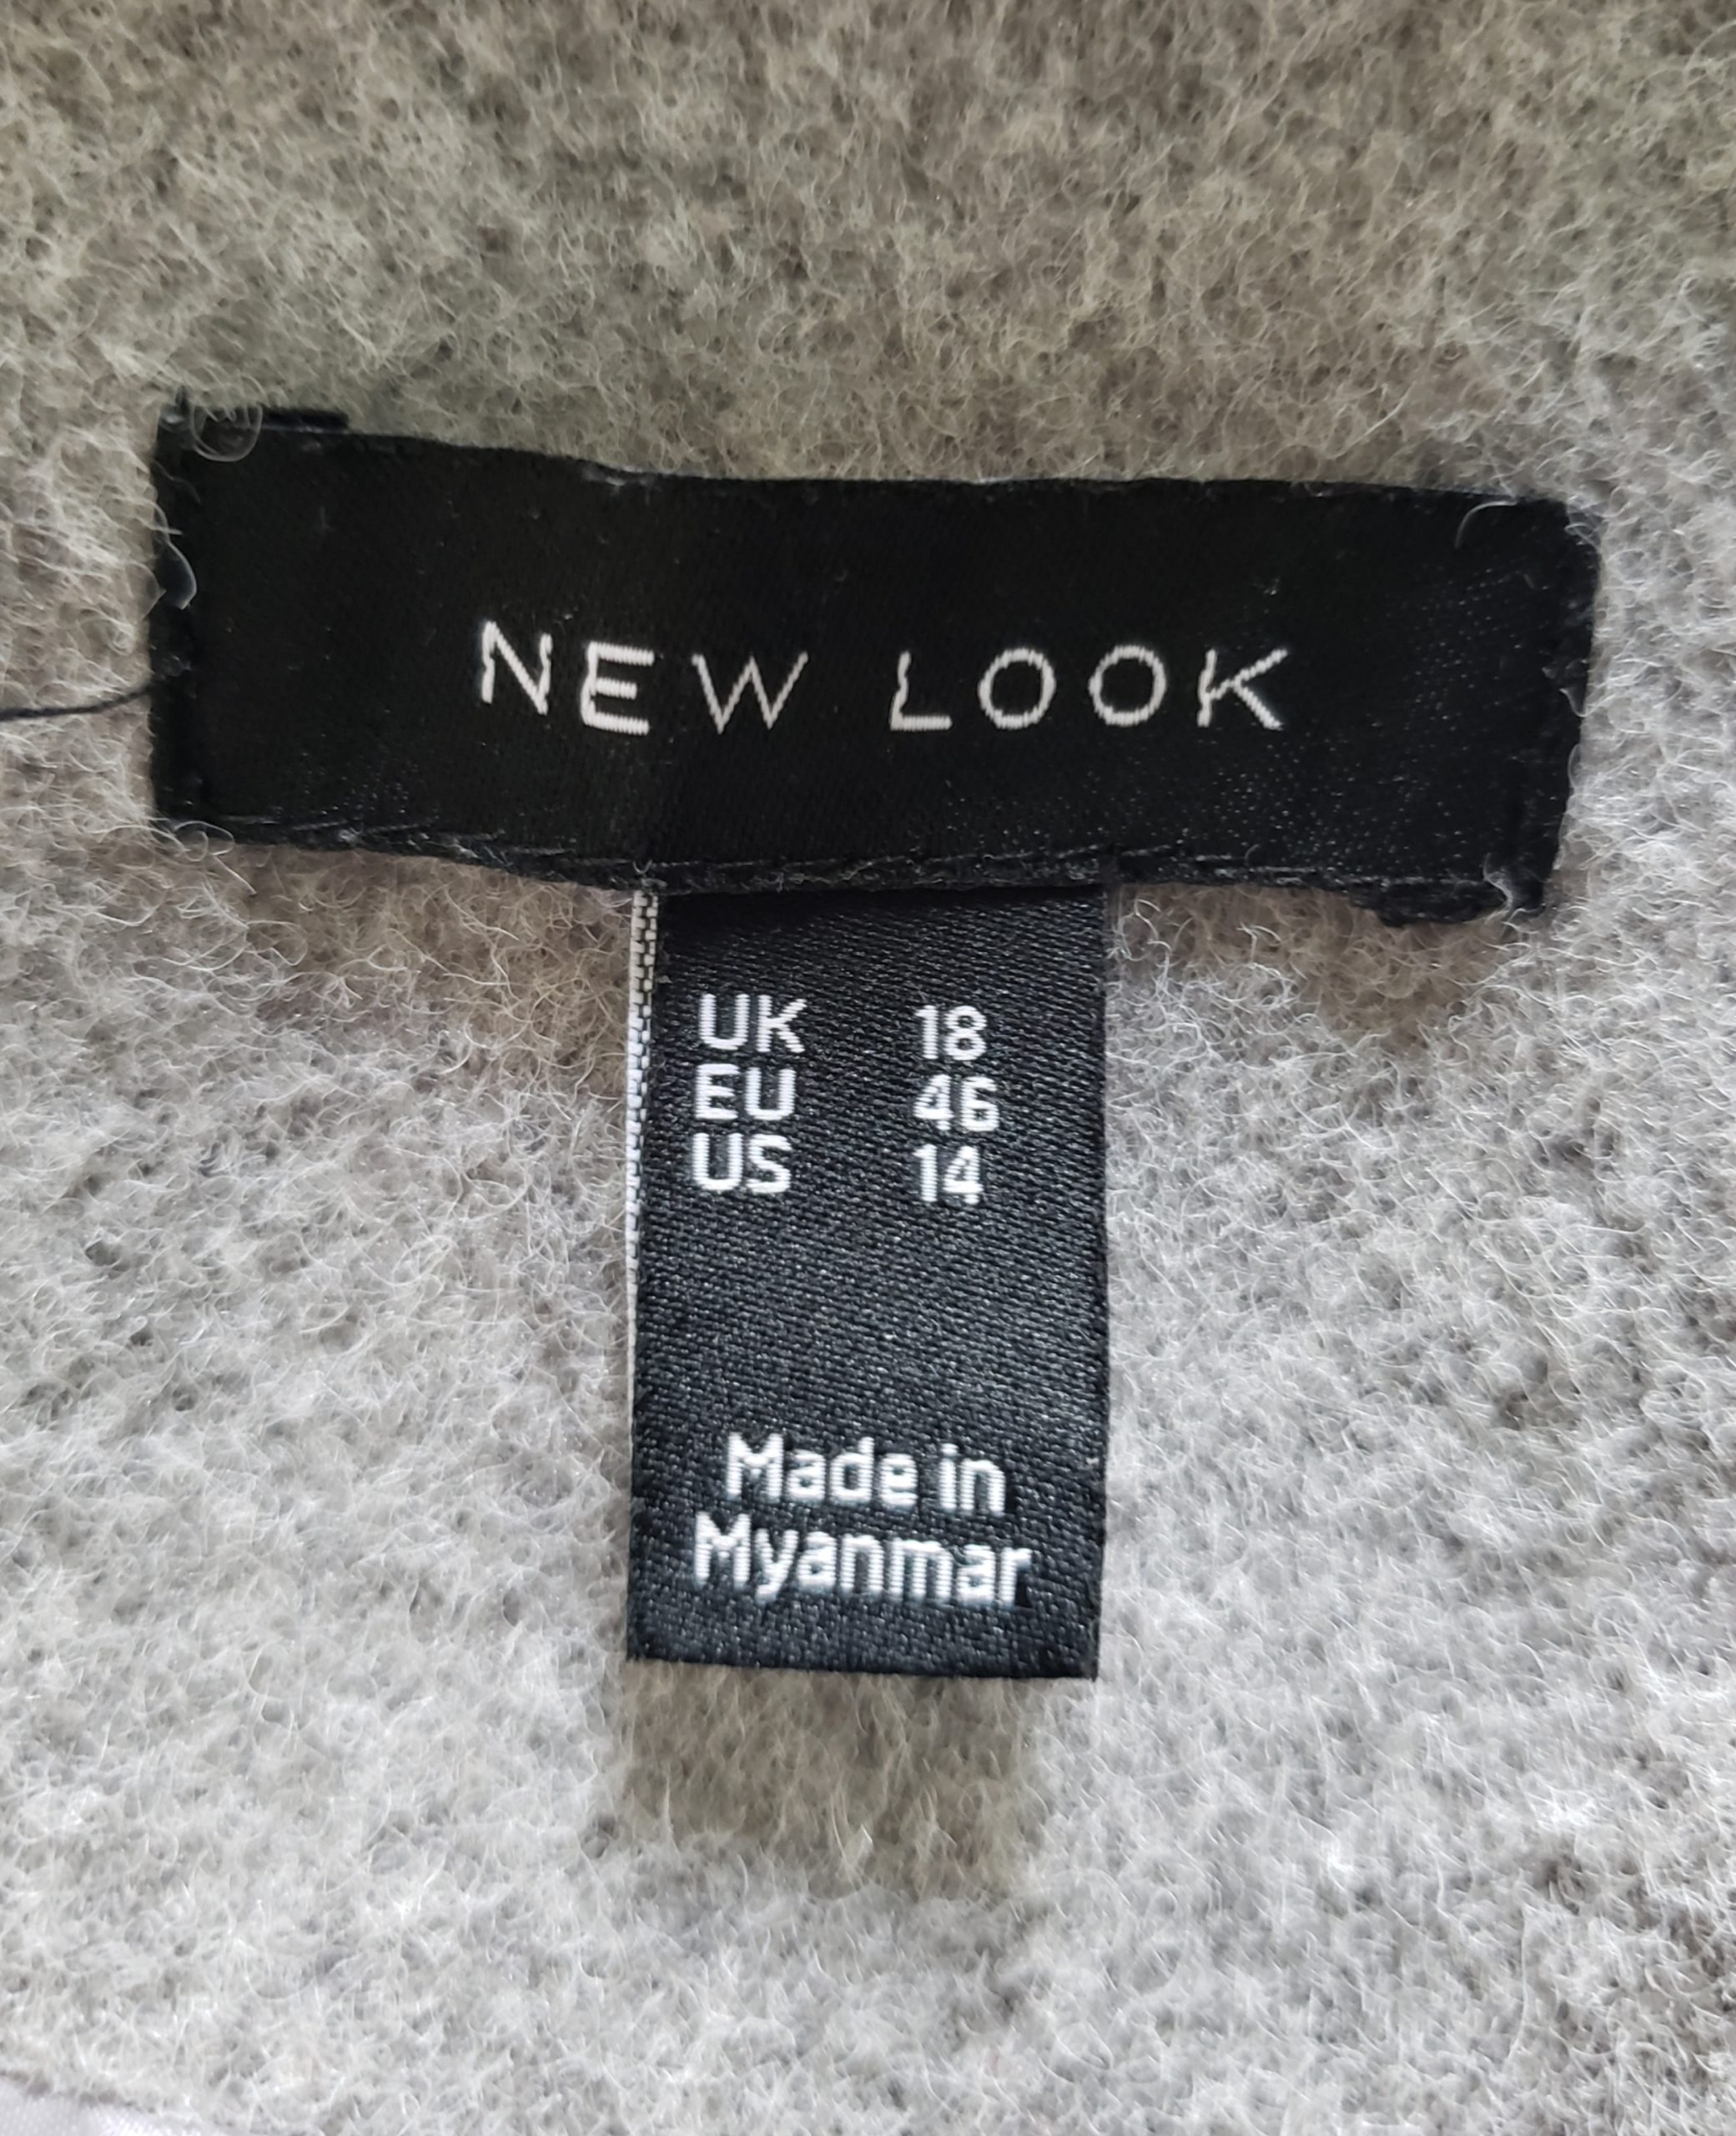 NEW LOOK
UK 18
EU 46
US 14
Made in
Myanmar